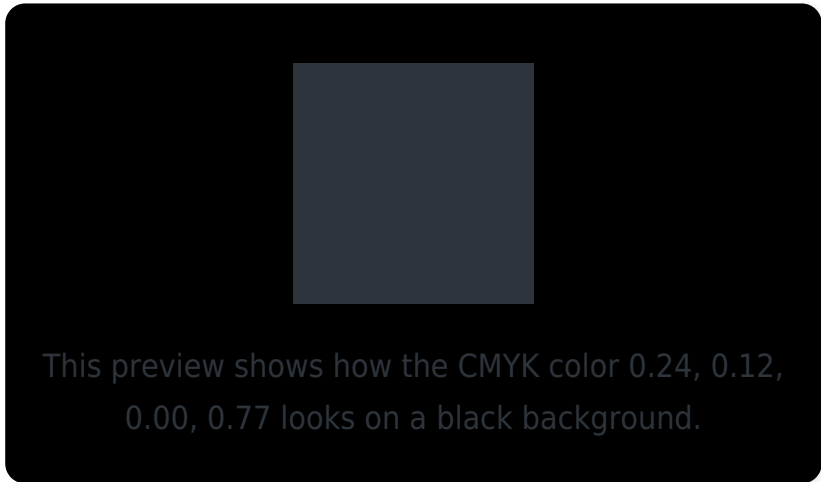 This preview shows how the CMYK color 0.24, 0.12,
0.00, 0.77 looks on a black background.